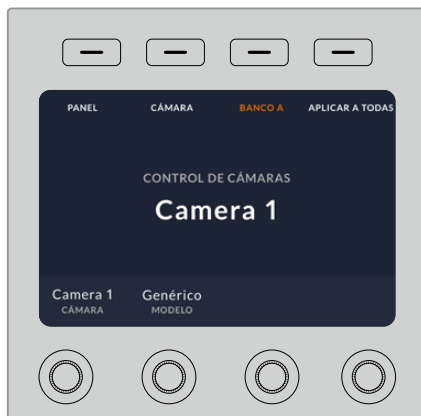 PANEL CÁMARA BANCO A APLICAR A TODAS
CONTROL DE CÁMARAS
Camera 1
Camera 1 Genérico
CÁMARA MODELO